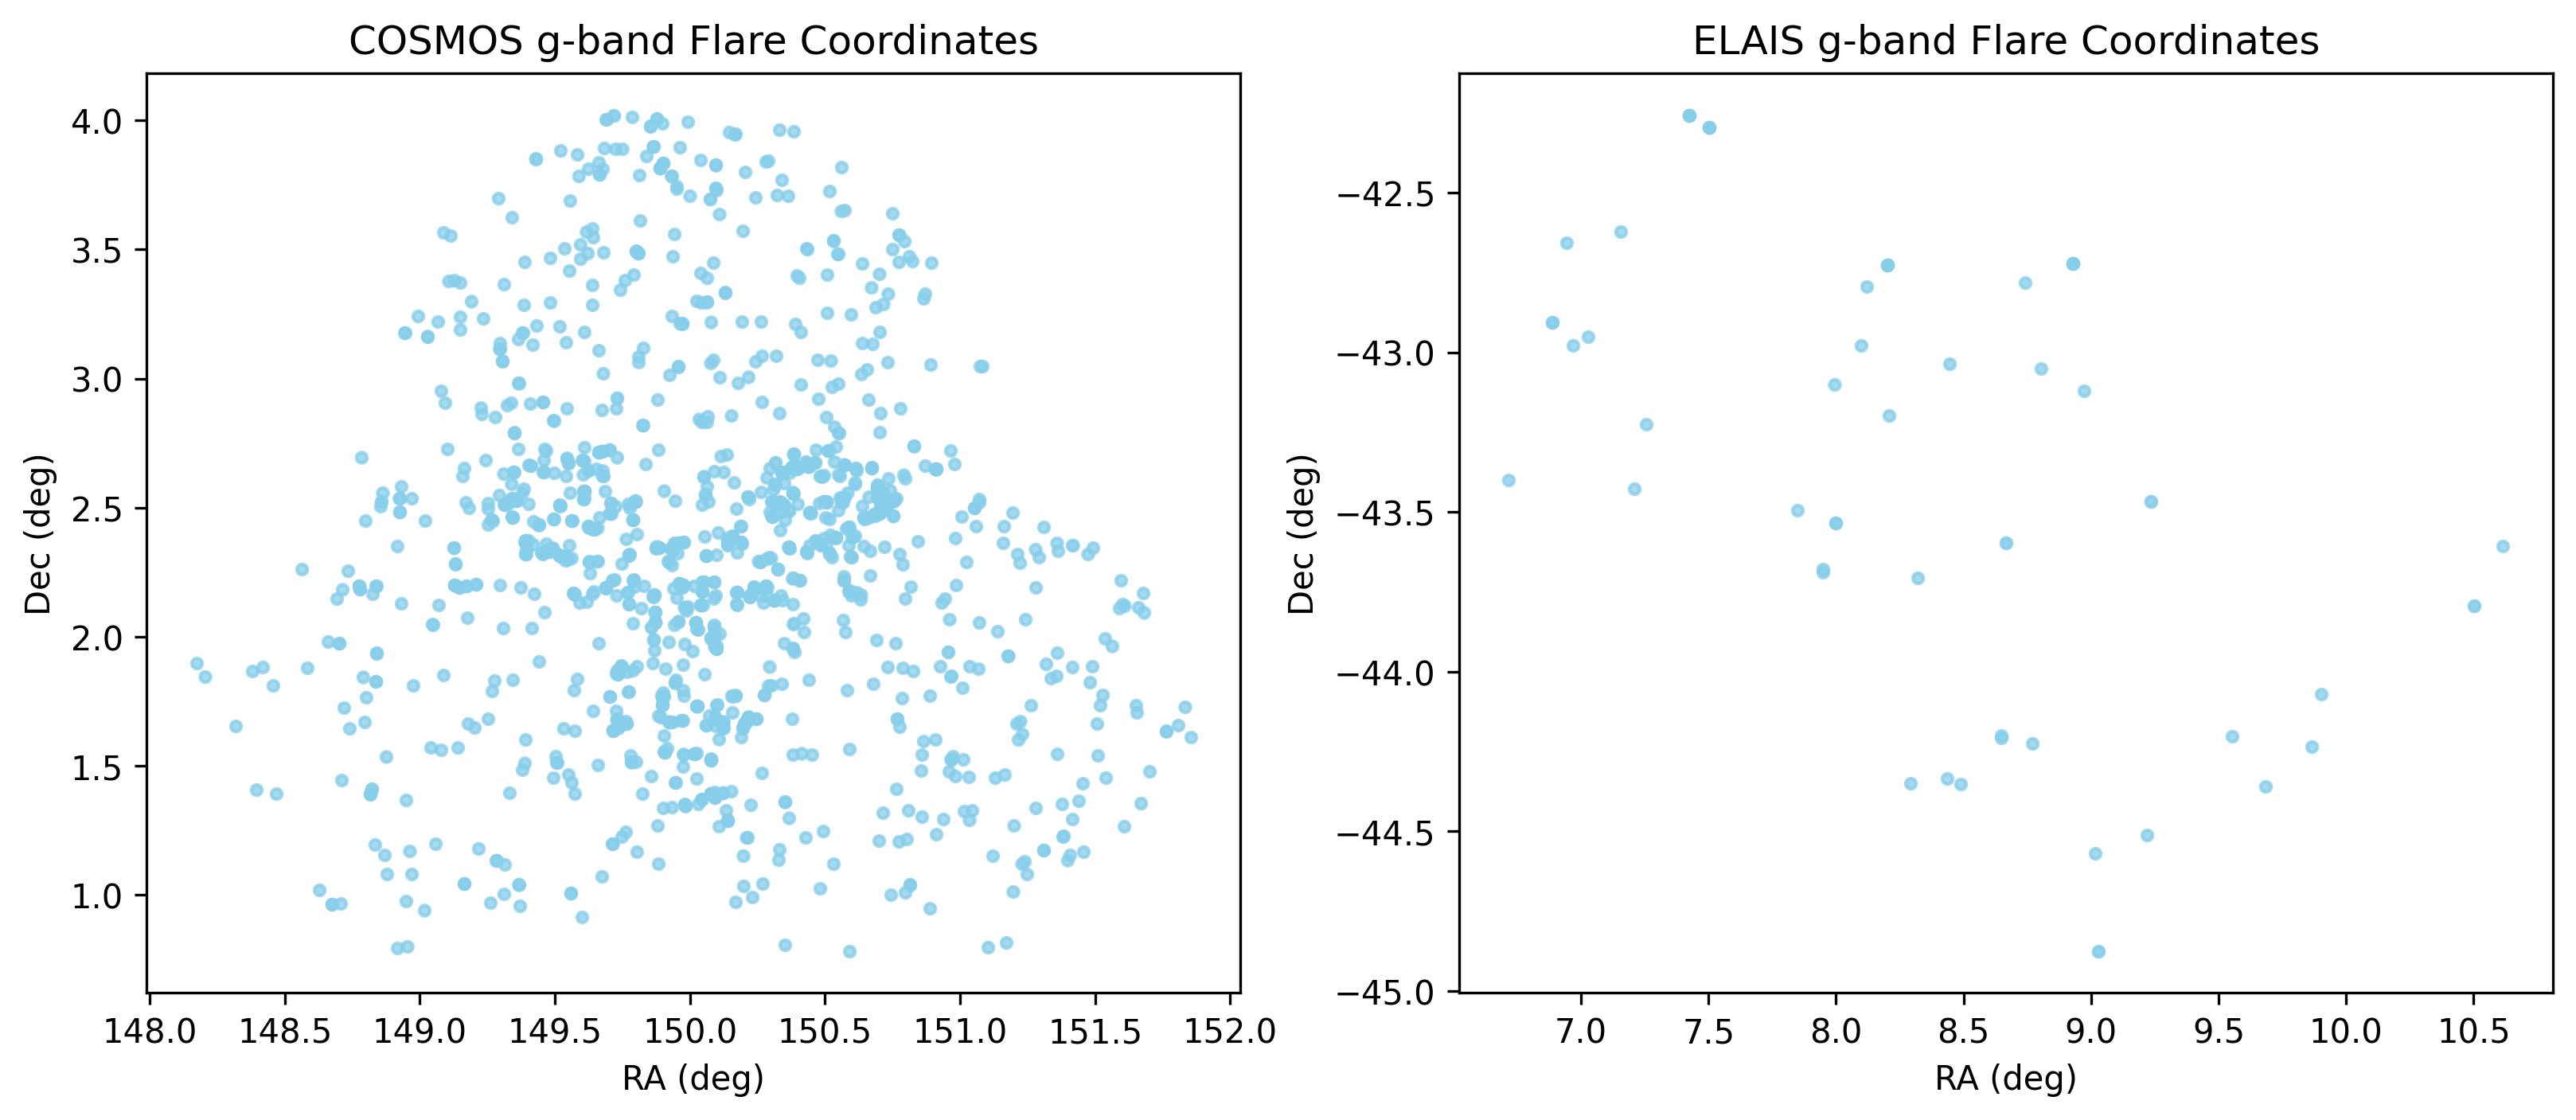 COSMOS g-band Flare Coordinates
4.0
3.5
3.0
2.5
2.0
1.5
1.0
Dec (deg)
148.0 148.5 149.0 149.5 150.0 150.5 151.0 151.5 152.0
RA (deg)
ELAIS g-band Flare Coordinates
−42.5
−43.0
−43.5
−44.0
−44.5
−45.0
Dec (deg)
7.0 7.5 8.0 8.5 9.0 9.5 10.0 10.5
RA (deg)